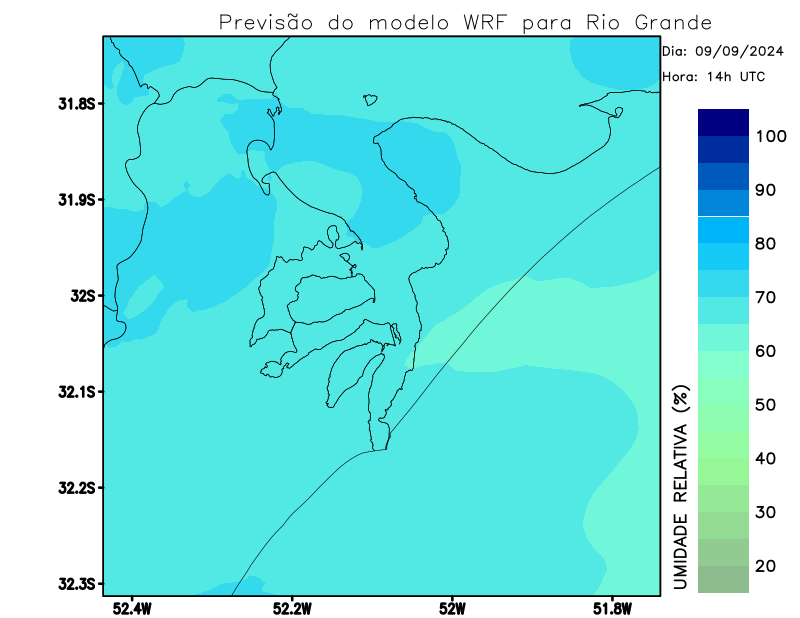 Previsão do modelo WRF para Rio Grande
Dia: 09/09/2024
Hora: 14h UTC
31.8S
31.9S
32S
32.1S
32.2S
32.3S
52.4W
52.2W
52W
51.8W
100
90
80
70
60
50
40
30
20
UMIDADE RELATIVA (%)